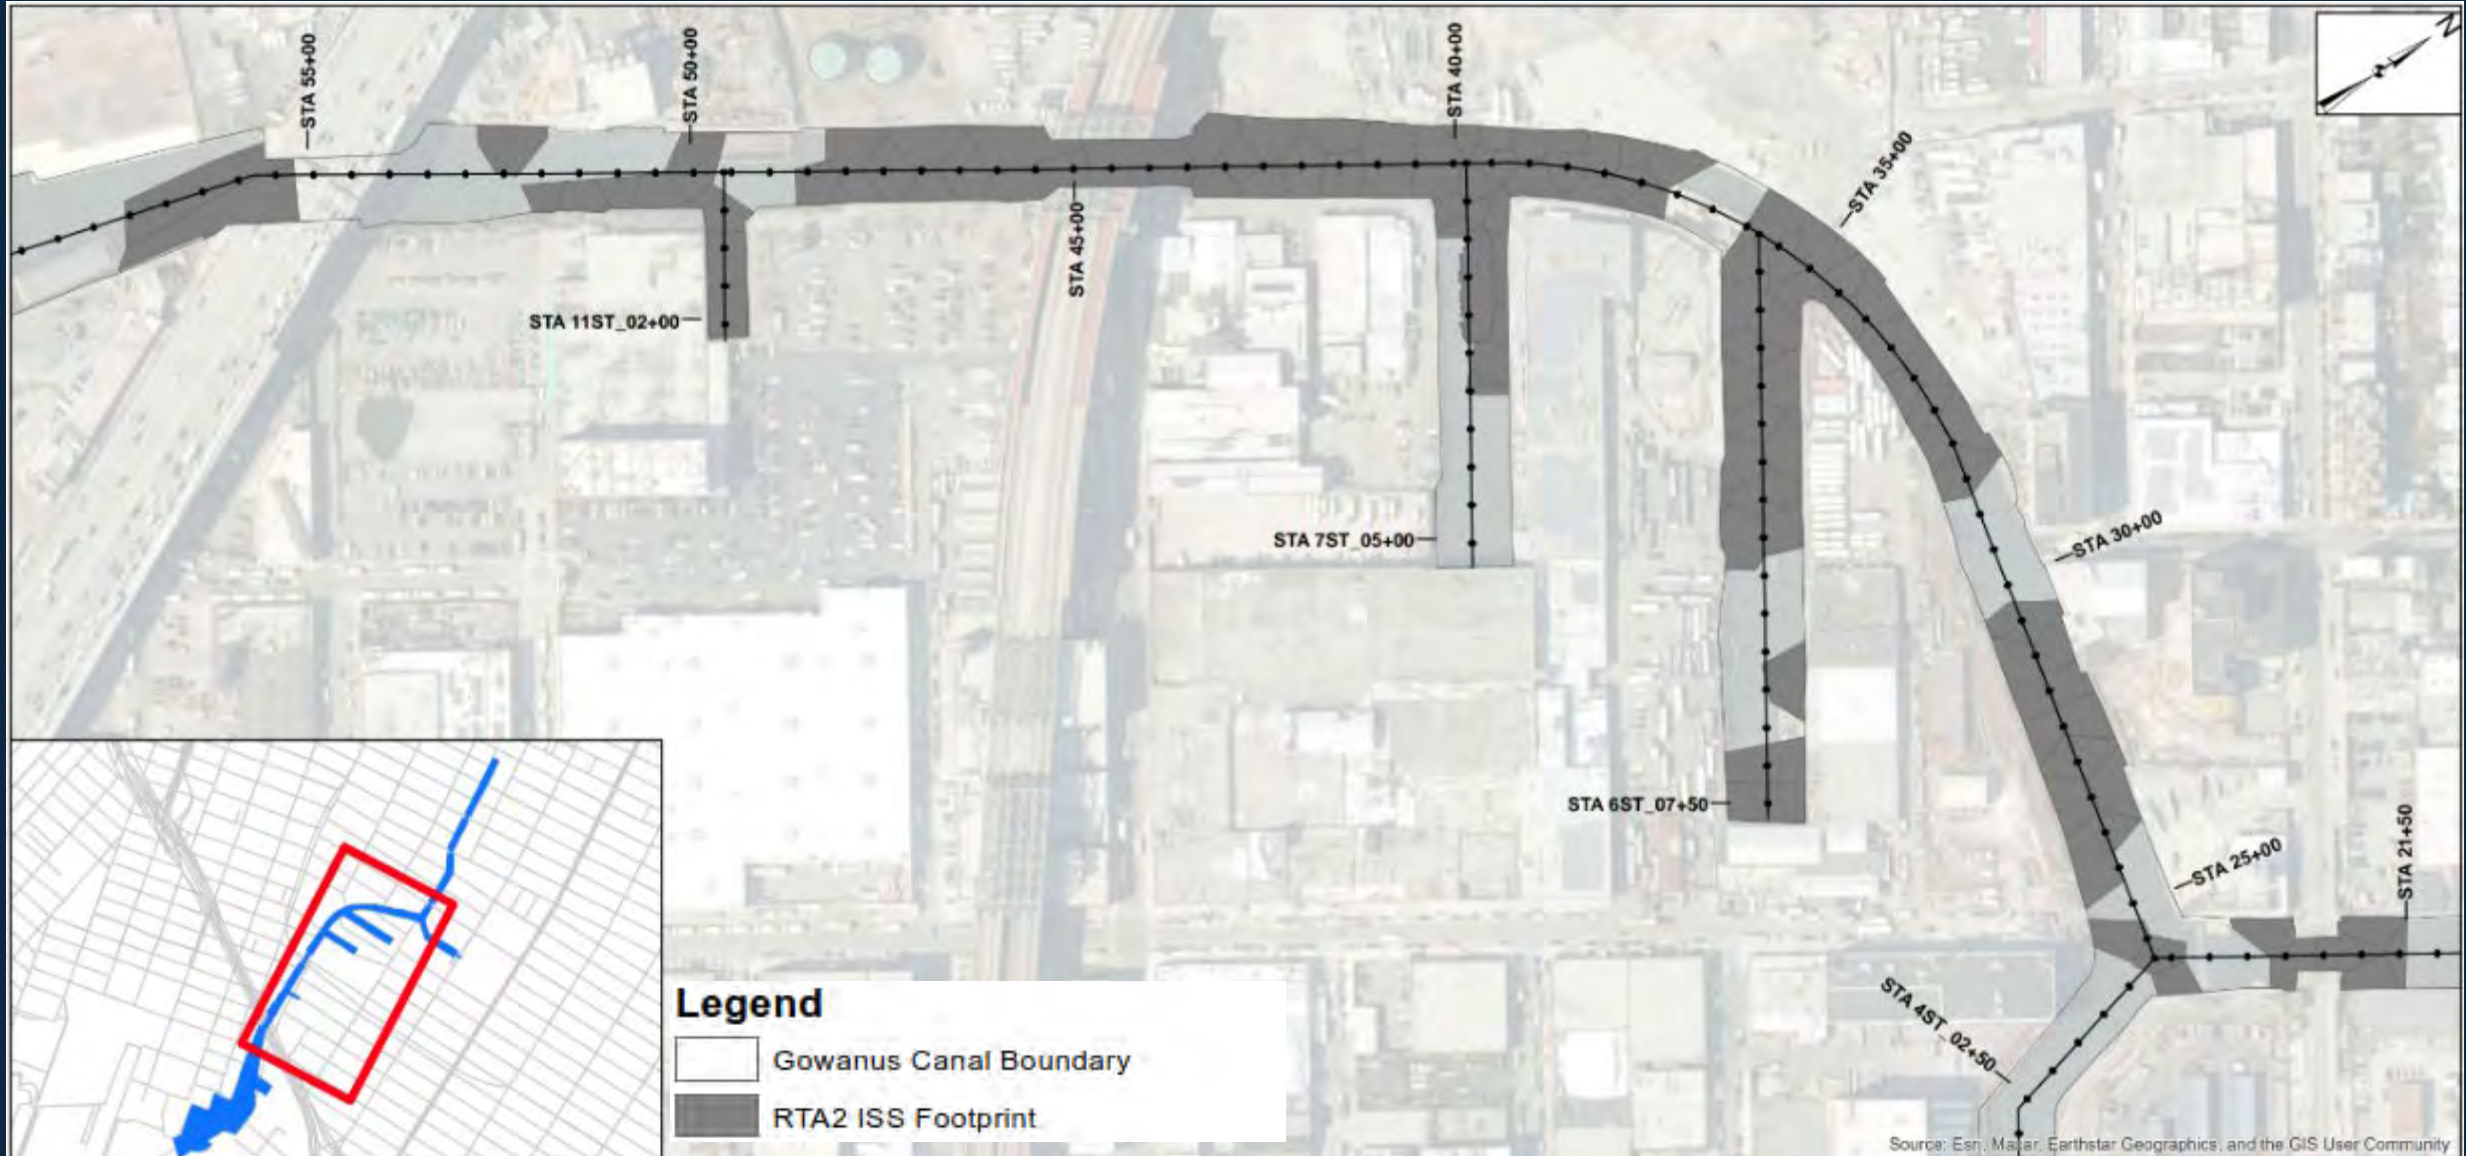 STA 55+00
STA 50+00
STA 40+00
N
STA 35+00
STA 45+00
STA 11ST_02+00
STA 7ST_05+00
STA 30+00
STA 6ST_07+50
STA 25+00
STA 21+50
STA 4ST_02+50
Legend
Gowanus Canal Boundary
RTA2 ISS Footprint
Source: Esri, Maxar, Earthstar Geographics, and the GIS User Community